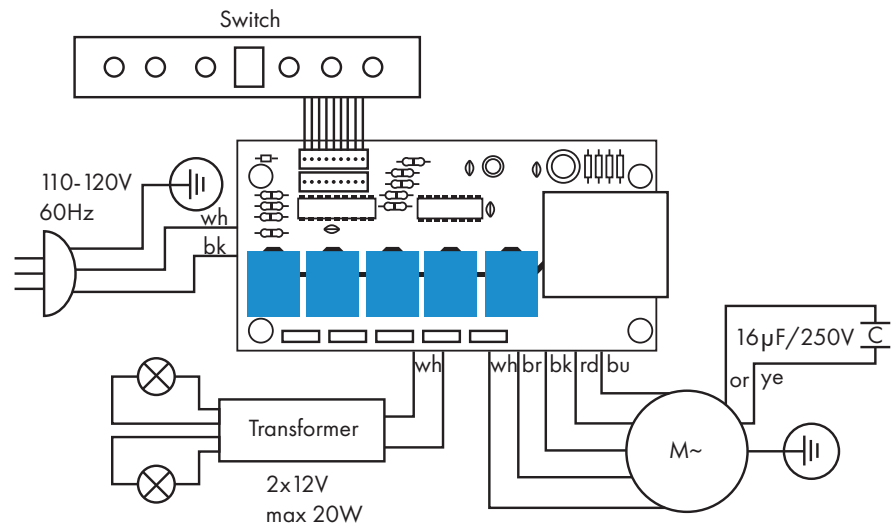 Switch
110-120V
60Hz
wh
bk
wh
wh br bk rd bu
or ye
16µF/250V
C
Transformer
M~
2x12V
max 20W